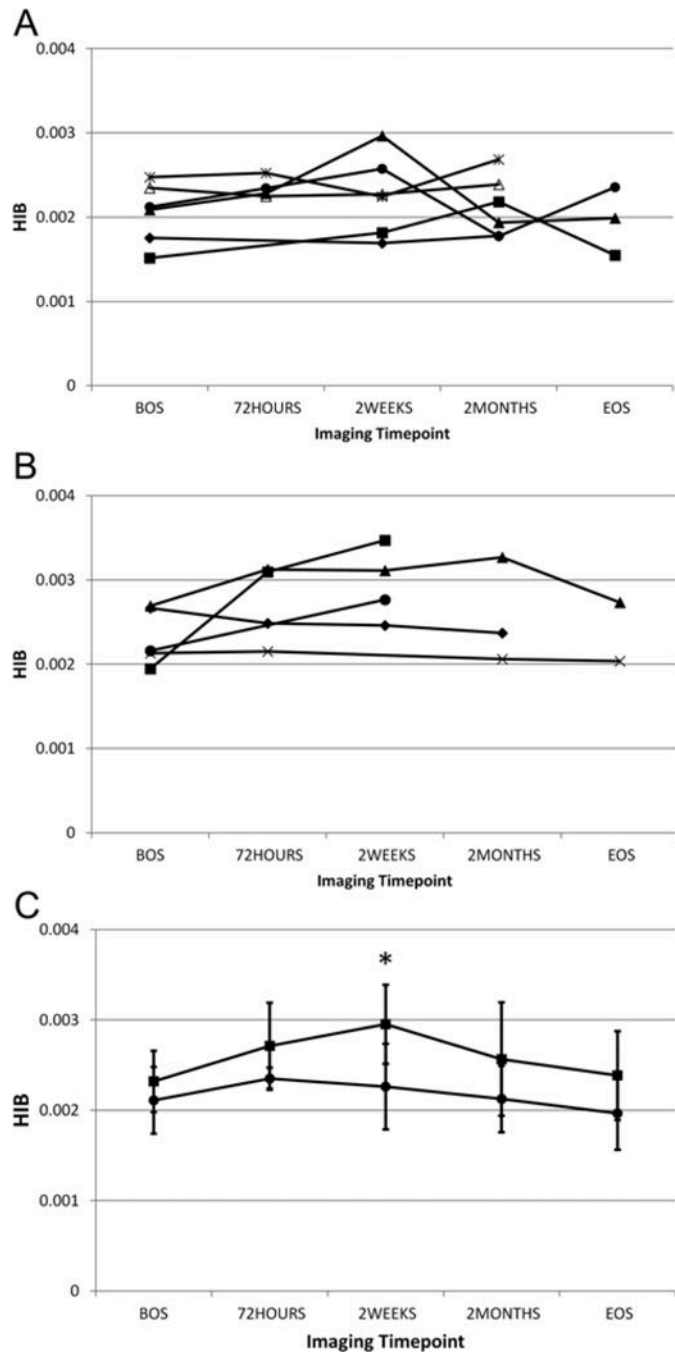 A
0.004
0.003
0.002
0.001
0
HIB
BOS 72HOURS 2WEEKS 2MONTHS EOS
Imaging Timepoint
B
0.004
0.003
0.002
0.001
0
HIB
BOS 72HOURS 2WEEKS 2MONTHS EOS
Imaging Timepoint
C
0.004
*
0.003
0.002
0.001
0
HIB
BOS 72HOURS 2WEEKS 2MONTHS EOS
Imaging Timepoint